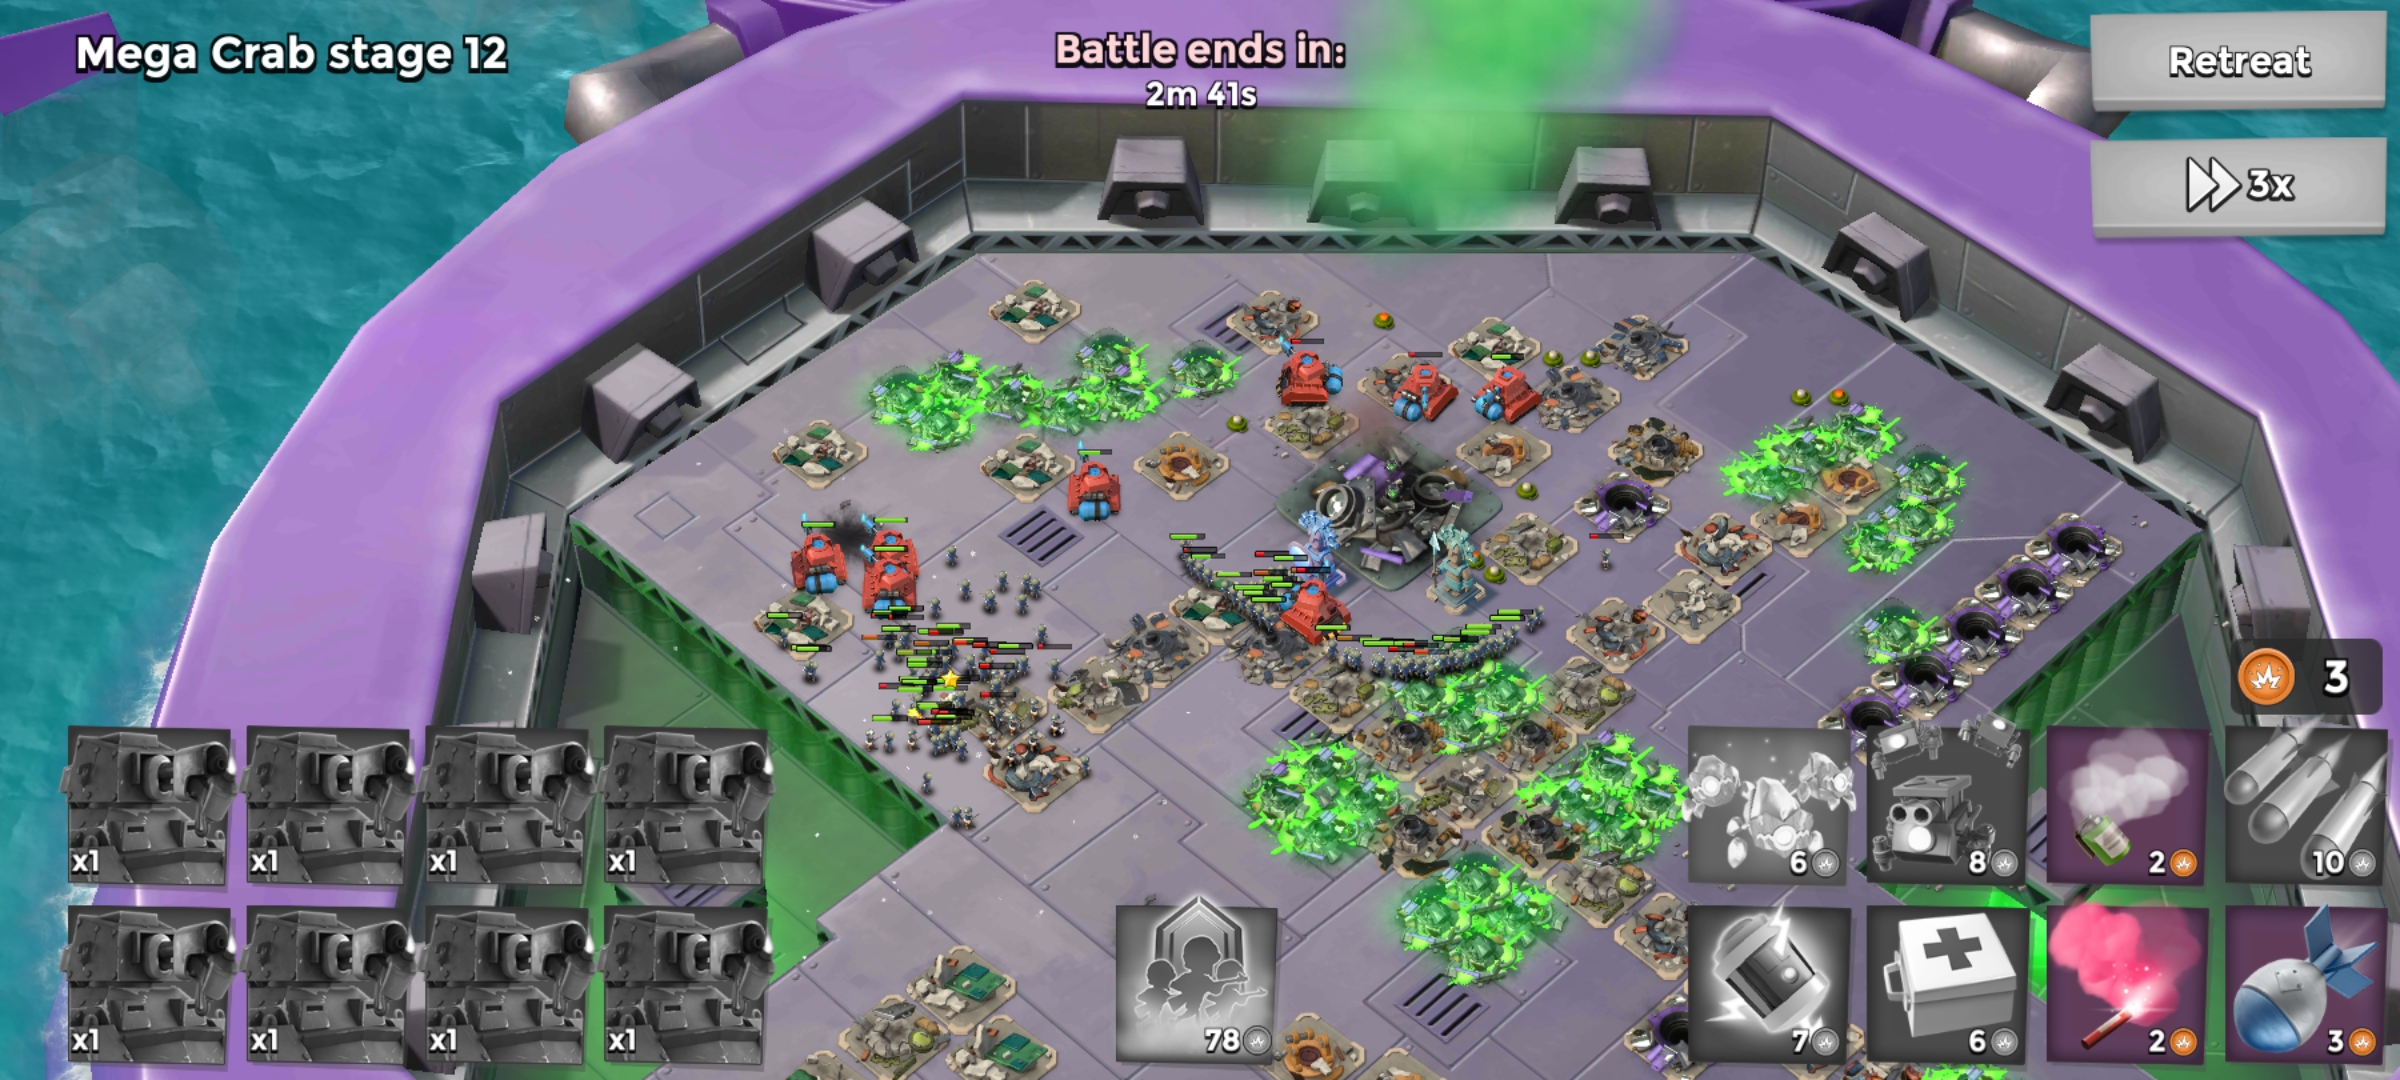 Mega Crab stage 12
Battle ends in:
2m 41s
Retreat
3x
3
x1
x1
x1
x1
6
8
2
10
x1
x1
x1
x1
78
7
6
2
3